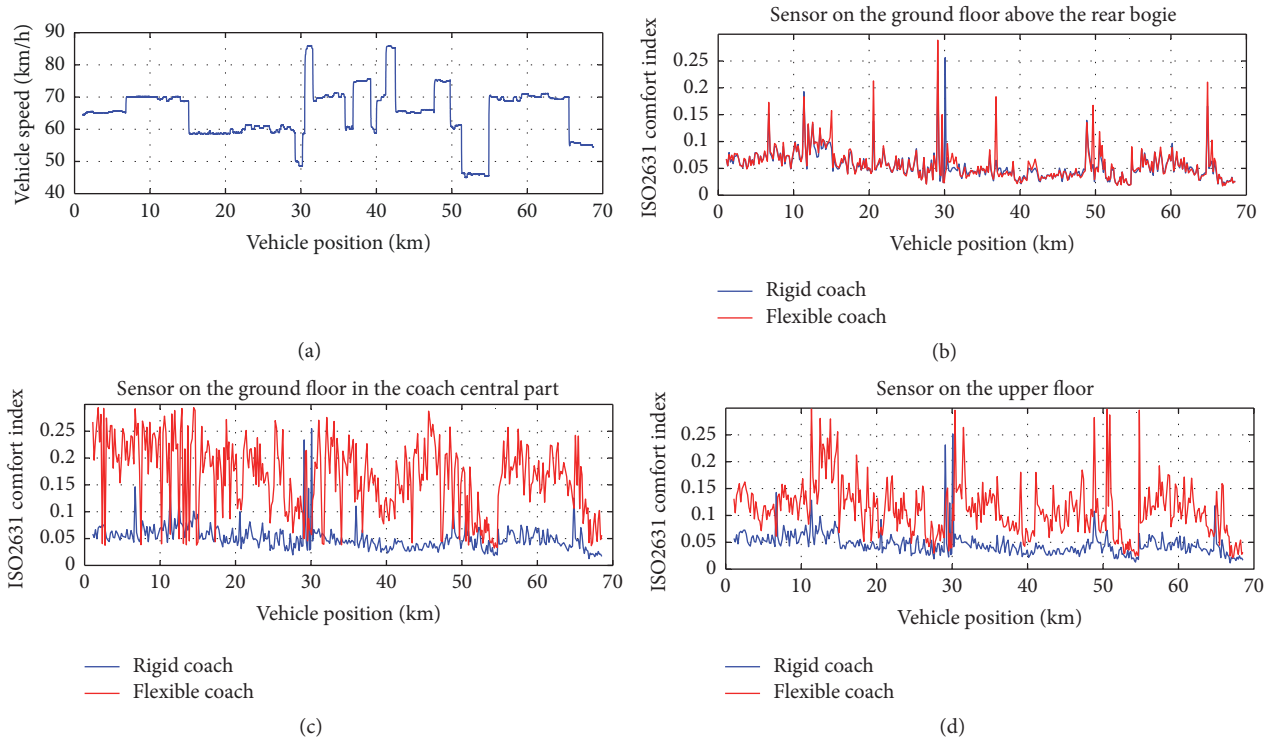 90
80
70
60
50
40
Vehicle speed (km/h)
0 10 20 30 40 50 60 70
Vehicle position (km)
(a)
Sensor on the ground floor above the rear bogie
0.25
0.2
0.15
0.1
0.05
0
ISO2631 comfort index
0 10 20 30 40 50 60 70
Vehicle position (km)
Rigid coach
Flexible coach
(b)
Sensor on the ground floor in the coach central part
0.25
0.2
0.15
0.1
0.05
0
ISO2631 comfort index
0 10 20 30 40 50 60 70
Vehicle position (km)
Rigid coach
Flexible coach
(c)
Sensor on the upper floor
0.25
0.2
0.15
0.1
0.05
0
ISO2631 comfort index
0 10 20 30 40 50 60 70
Vehicle position (km)
Rigid coach
Flexible coach
(d)